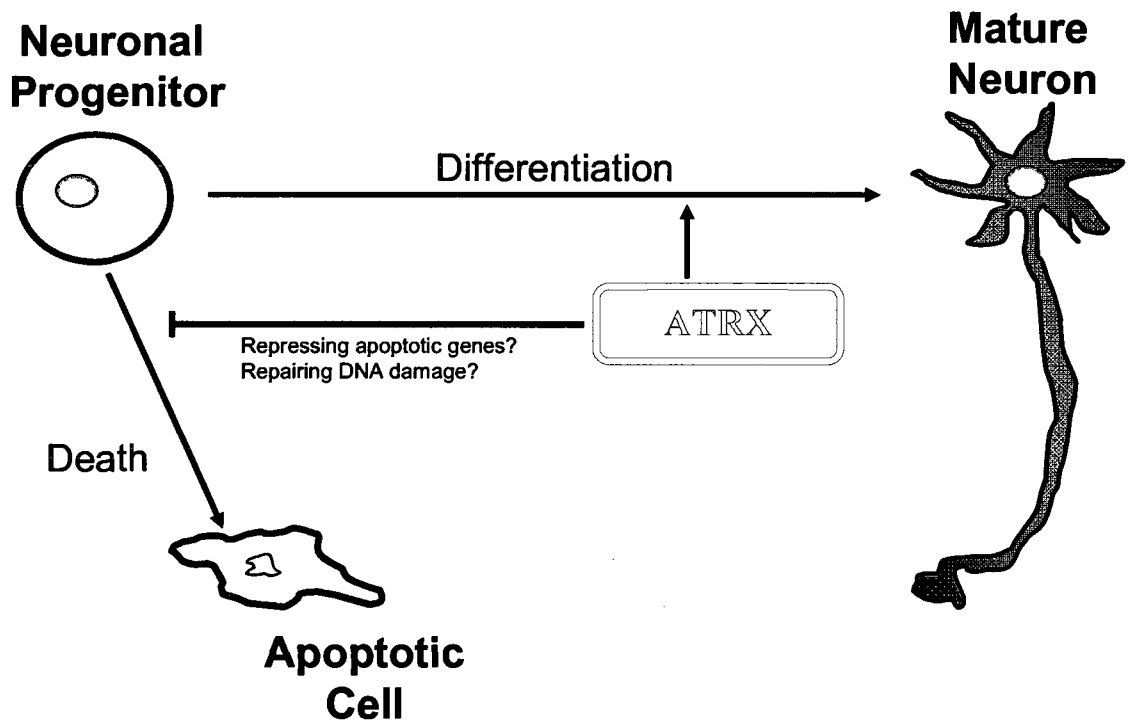 Neuronal
Progenitor
Mature
Neuron
Differentiation
ATRX
Repressing apoptotic genes?
Repairing DNA damage?
Death
Apoptotic
Cell